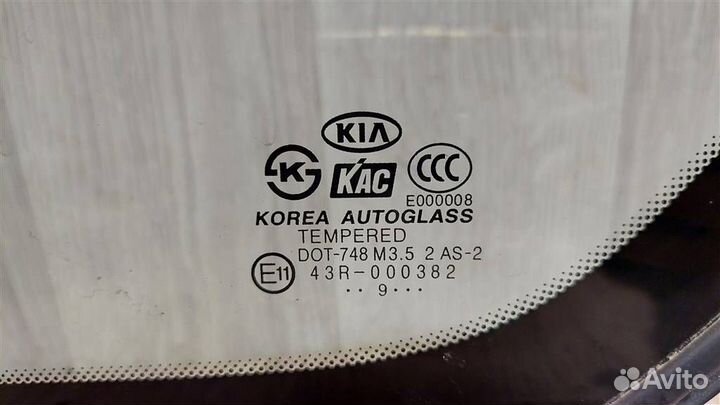 KIA
K KAC CCC
E000008
KOREA AUTOGLASS
TEMPERED
DOT-748 M3.5 2 AS-2
E11 43R-000382
·· 9 ···
Avito